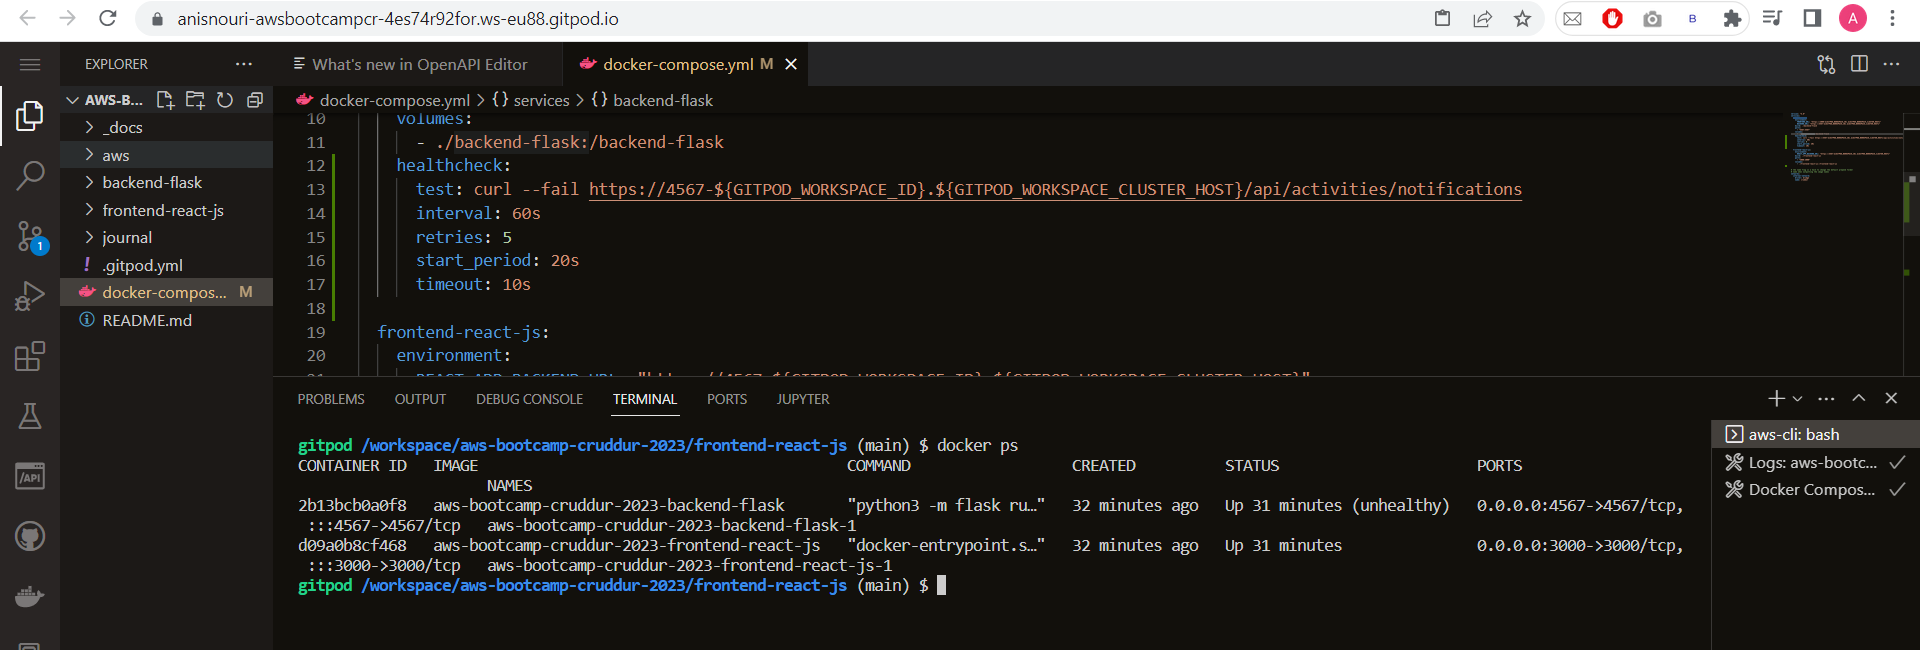 anisnouri-awsbootcampcr-4es74r92for.ws-eu88.gitpod.io
B
A
EXPLORER
What's new in OpenAPI Editor
docker-compose.yml M
AWS-B...
docker-compose.yml > {} services > {} backend-flask
_docs
aws
backend-flask
frontend-react-js
journal
! .gitpod.yml
docker-compos... M
README.md
1
/API
10 volumes:
11 - ./backend-flask:/backend-flask
12 healthcheck:
13 test: curl --fail https://4567-${GITPOD_WORKSPACE_ID}.${GITPOD_WORKSPACE_CLUSTER_HOST}/api/activities/notifications
14 interval: 60s
15 retries: 5
16 start_period: 20s
17 timeout: 10s
18
19 frontend-react-js:
20 environment:
PROBLEMS OUTPUT DEBUG CONSOLE TERMINAL PORTS JUPYTER
gitpod /workspace/aws-bootcamp-cruddur-2023/frontend-react-js (main) $ docker ps
CONTAINER ID IMAGE COMMAND CREATED STATUS PORTS
NAMES
2b13bcb0a0f8 aws-bootcamp-cruddur-2023-backend-flask "python3 -m flask ru…" 32 minutes ago Up 31 minutes (unhealthy) 0.0.0.0:4567->4567/tcp,
:::4567->4567/tcp aws-bootcamp-cruddur-2023-backend-flask-1
d09a0b8cf468 aws-bootcamp-cruddur-2023-frontend-react-js "docker-entrypoint.s…" 32 minutes ago Up 31 minutes 0.0.0.0:3000->3000/tcp,
:::3000->3000/tcp aws-bootcamp-cruddur-2023-frontend-react-js-1
gitpod /workspace/aws-bootcamp-cruddur-2023/frontend-react-js (main) $
aws-cli: bash
Logs: aws-bootc...
Docker Compos...